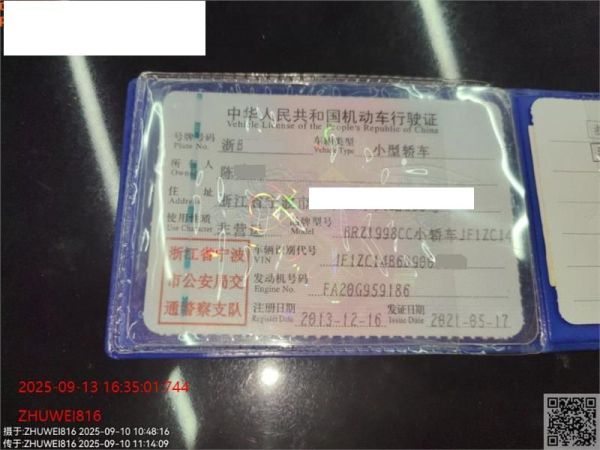 中华人民共和国机动车行驶证
Vehicle License of the People's Republic of China
号牌号码 浙B 车辆类型 小型轿车
Plate No. Vehicle Type
所有人 陈
Owner
住址 浙江省宁波市
Address
使用性质 非营 品牌型号 BRZ1998CC小轿车JF1ZC14
Use Character Model
浙江省宁波
市公安局交
通警察支队
车辆识别代号 JF1ZC14B6S900
VIN
发动机号码 FA20G959186
Engine No.
注册日期 2013-12-16 发证日期 2021-05-17
Register Date Issue Date
2025-09-13 16:35:01.744
ZHUWEI816
摄于:ZHUWEI816 2025-09-10 10:48:16
传于:ZHUWEI816 2025-09-10 11:14:09